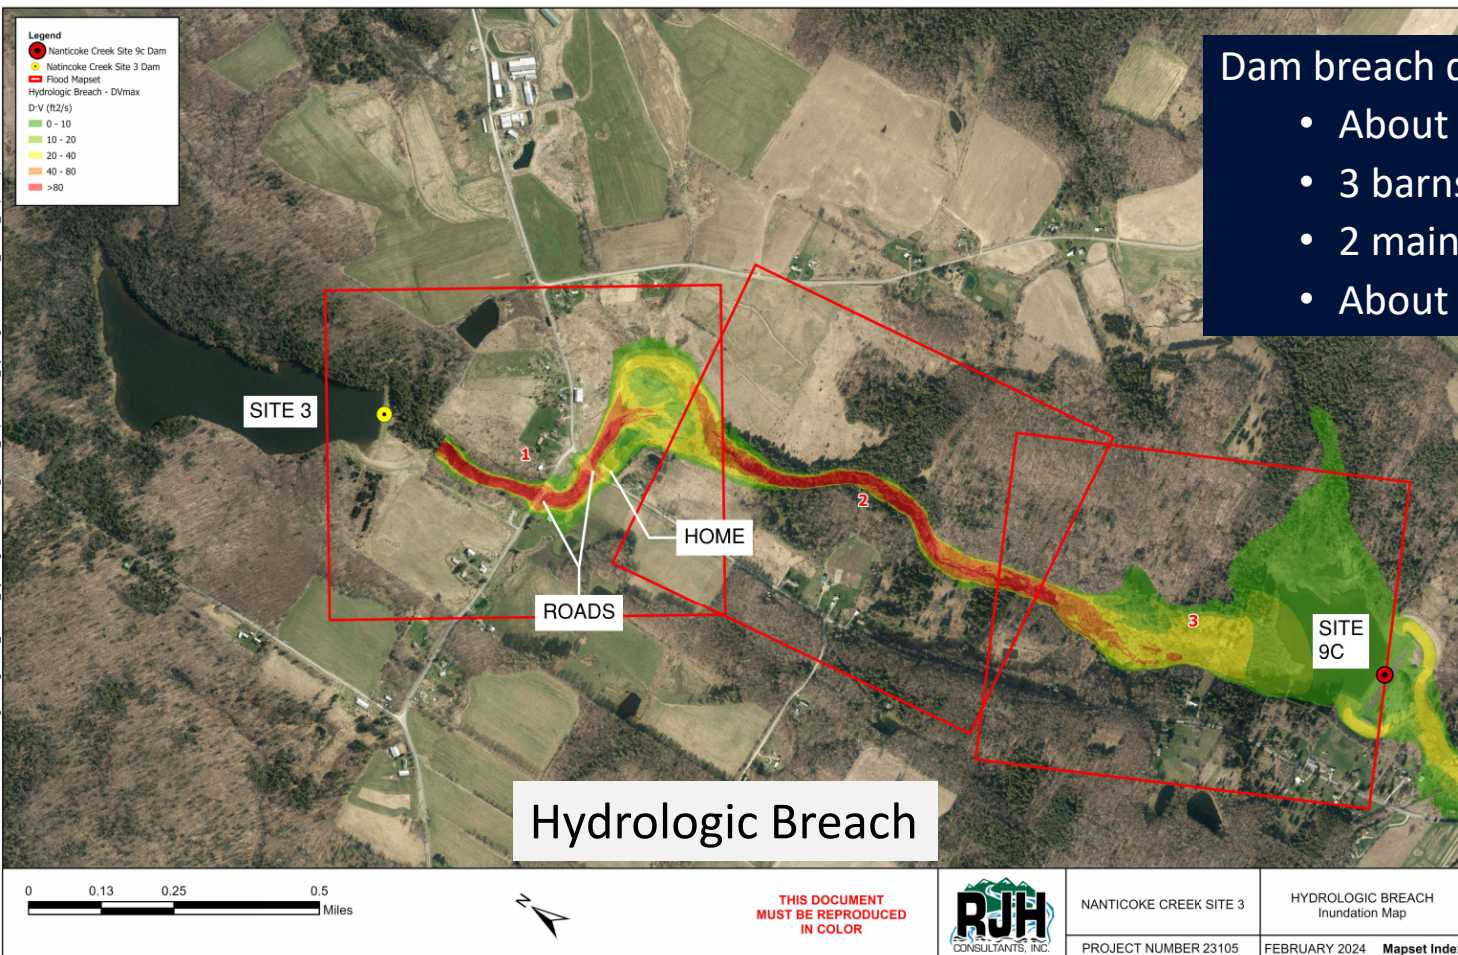 Legend
Nanticoke Creek Site 9c Dam
Natincoke Creek Site 3 Dam
Flood Mapset
Hydrologic Breach - DVmax
D*V (ft2/s)
0 - 10
10 - 20
20 - 40
40 - 80
>80
Dam breach
• About
• 3 barns
• 2 main
• About
SITE 3
1
2
HOME
ROADS
3
SITE
9C
Hydrologic Breach
0 0.13 0.25 0.5
Miles
N
THIS DOCUMENT
MUST BE REPRODUCED
IN COLOR
RJH
CONSULTANTS, INC.
NANTICOKE CREEK SITE 3
PROJECT NUMBER 23105
HYDROLOGIC BREACH
Inundation Map
FEBRUARY 2024 Mapset Index